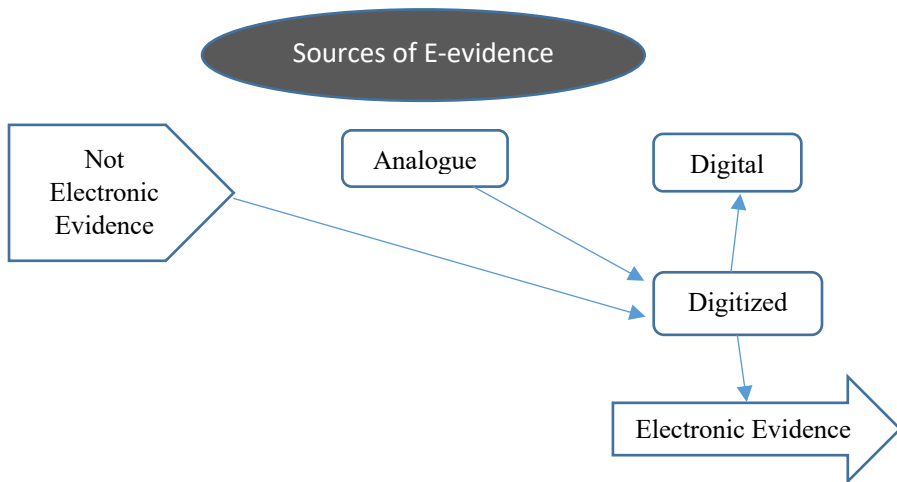 Sources of E-evidence
Not
Electronic
Evidence
Analogue
Digital
Digitized
Electronic Evidence